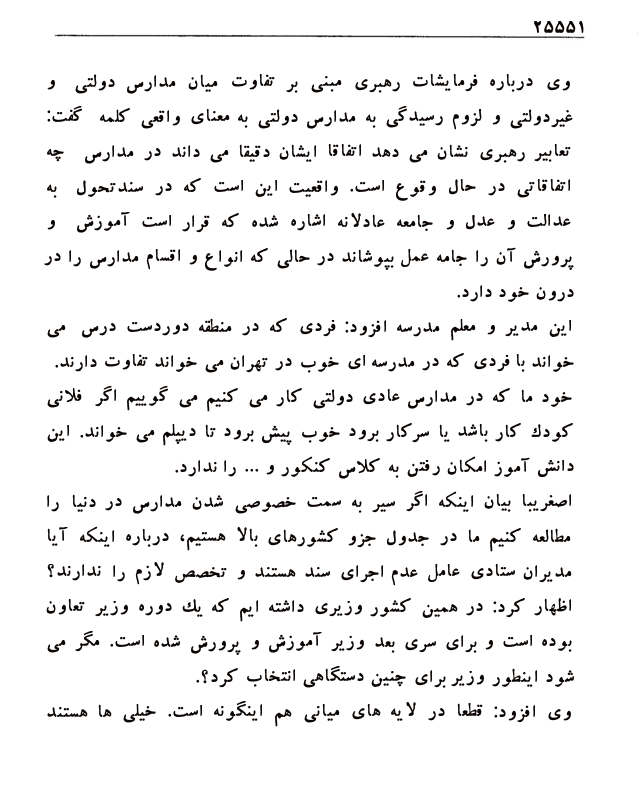 ۲۵۵۵۱
وی درباره فرمایشات رهبری مبنی بر تفاوت میان مدارس دولتی و
غیردولتی و لزوم رسیدگی به مدارس دولتی به معنای واقعی کلمه گفت:
تعابیر رهبری نشان می دهد اتفاقا ایشان دقیقا می داند در مدارس چه
اتفاقاتی در حال وقوع است. واقعیت این است که در سندتحول به
عدالت و عدل و جامعه عادلانه اشاره شده که قرار است آموزش و
پرورش آن را جامه عمل بپوشاند در حالی که انواع و اقسام مدارس را در
درون خود دارد.
این مدیر و معلم مدرسه افزود: فردی که در منطقه دوردست درس می
خواند با فردی که در مدرسه ای خوب در تهران می خواند تفاوت دارند.
خود ما که در مدارس عادی دولتی کار می کنیم می گوییم اگر فلانی
کودك کار باشد یا سرکار برود خوب پیش برود تا دیپلم می خواند. این
دانش آموز امکان رفتن به کلاس کنکور و ... را ندارد.
اصغریبا بیان اینکه اگر سیر به سمت خصوصی شدن مدارس در دنیا را
مطالعه کنیم ما در جدول جزو کشورهای بالا هستیم، درباره اینکه آیا
مدیران ستادی عامل عدم اجرای سند هستند و تخصص لازم را ندارند؟
اظهار کرد: در همین کشور وزیری داشته ایم که یك دوره وزیر تعاون
بوده است و برای سری بعد وزیر آموزش و پرورش شده است. مگر می
شود اینطور وزیر برای چنین دستگاهی انتخاب کرد؟.
وی افزود: قطعا در لایه های میانی هم اینگونه است. خیلی ها هستند